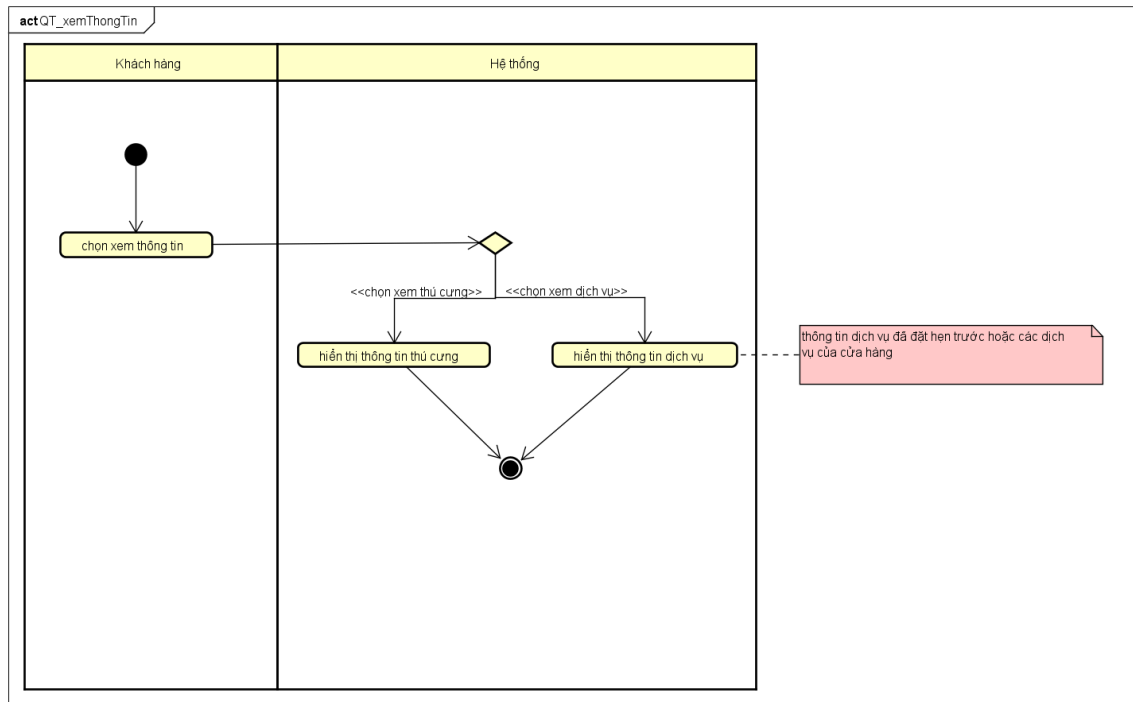 act QT_xemThongTin
Khách hàng
Hệ thống
chọn xem thông tin
<<chọn xem thú cưng>>
<<chọn xem dịch vụ>>
hiển thị thông tin thú cưng
hiển thị thông tin dịch vụ
thông tin dịch vụ đã đặt hẹn trước hoặc các dịch
vụ của cửa hàng